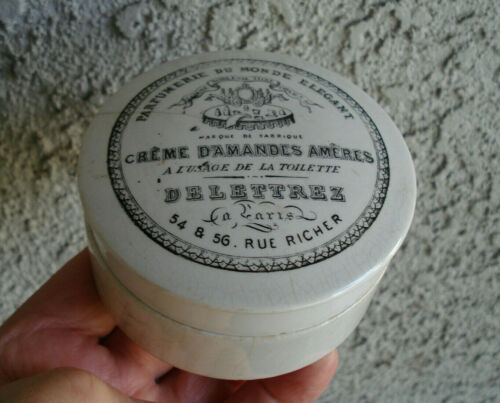 PARFUMERIE DU MONDE ELEGANT
MARQUE DE FABRIQUE
CRÊME D'AMANDES AMÈRES
A L'USAGE DE LA TOILETTE
DELETTREZ
à Paris
54 & 56. RUE RICHER